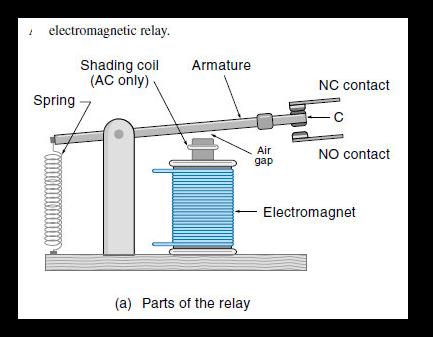 electromagnetic relay.
Shading coil
(AC only)
Armature
NC contact
Spring
C
Air
gap
NO contact
Electromagnet
(a) Parts of the relay